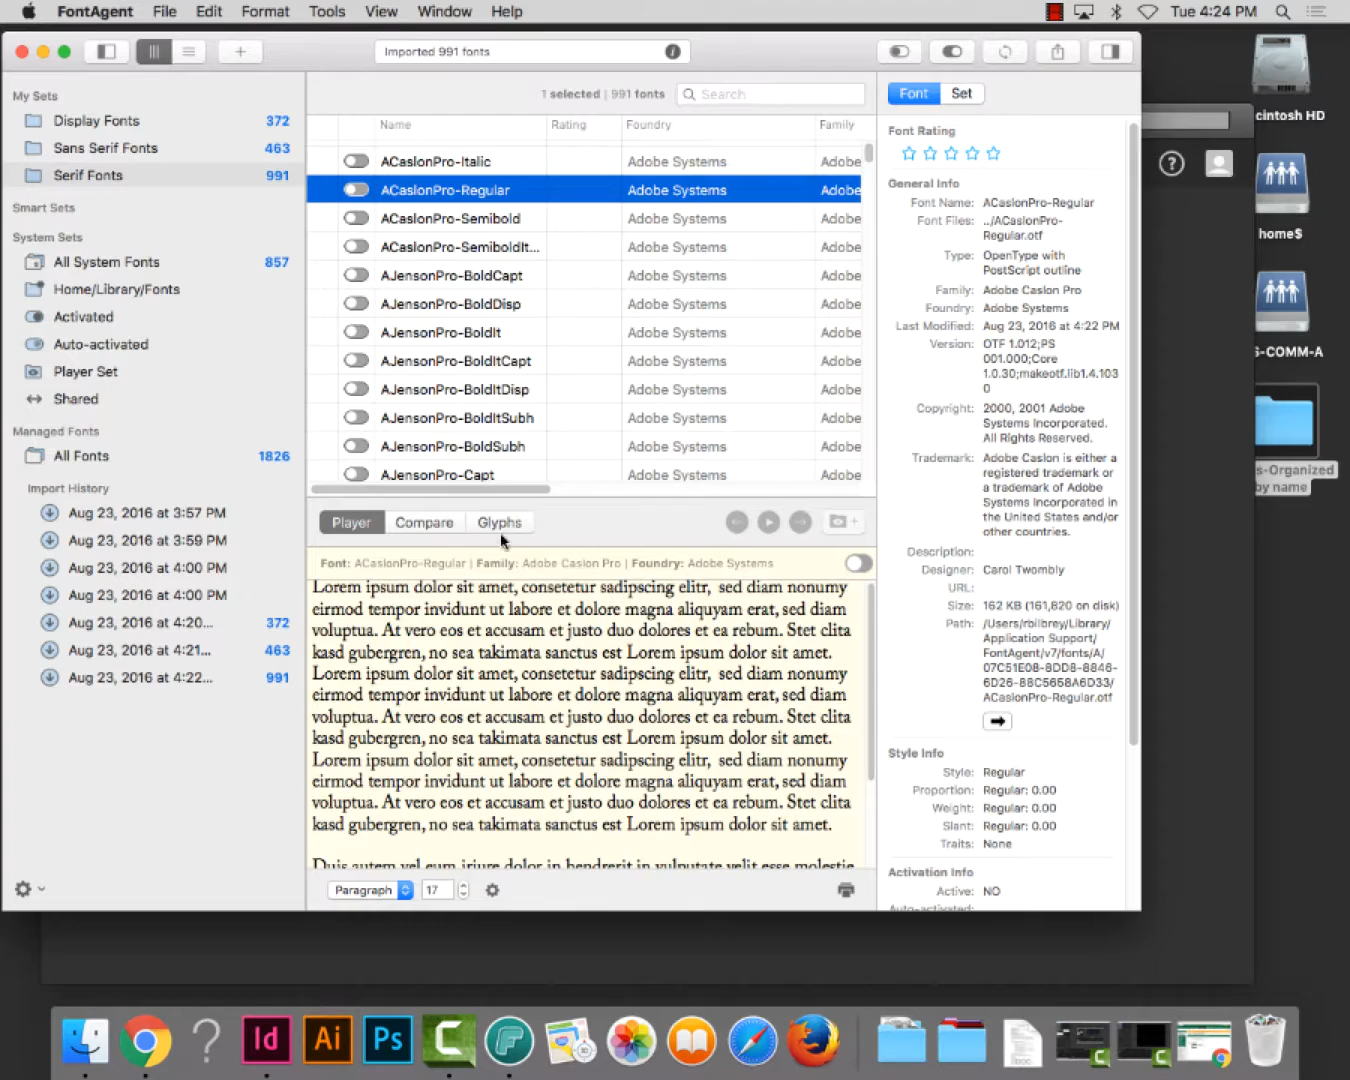 FontAgent File Edit Format Tools View Window Help Tue 4:24 PM
Imported 991 fonts
My Sets
Display Fonts 372
Sans Serif Fonts 463
Serif Fonts 991
Smart Sets
System Sets
All System Fonts 857
Home/Library/Fonts
Activated
Auto-activated
Player Set
Shared
Managed Fonts
All Fonts 1826
Import History
Aug 23, 2016 at 3:57 PM
Aug 23, 2016 at 3:59 PM
Aug 23, 2016 at 4:00 PM
Aug 23, 2016 at 4:00 PM
Aug 23, 2016 at 4:20... 372
Aug 23, 2016 at 4:21... 463
Aug 23, 2016 at 4:22... 991
1 selected | 991 fonts Search
Name Rating Foundry Family
ACaslonPro-Italic Adobe Systems Adobe
ACaslonPro-Regular Adobe Systems Adobe
ACaslonPro-Semibold Adobe Systems Adobe
ACaslonPro-SemiboldIt... Adobe Systems Adobe
AJensonPro-BoldCapt Adobe Systems Adobe
AJensonPro-BoldDisp Adobe Systems Adobe
AJensonPro-BoldIt Adobe Systems Adobe
AJensonPro-BoldItCapt Adobe Systems Adobe
AJensonPro-BoldItDisp Adobe Systems Adobe
AJensonPro-BoldItSubh Adobe Systems Adobe
AJensonPro-BoldSubh Adobe Systems Adobe
AJensonPro-Capt Adobe Systems Adobe
Player Compare Glyphs
Font: ACaslonPro-Regular | Family: Adobe Caslon Pro | Foundry: Adobe Systems
Lorem ipsum dolor sit amet, consetetur sadipscing elitr, sed diam nonumy
eirmod tempor invidunt ut labore et dolore magna aliquyam erat, sed diam
voluptua. At vero eos et accusam et justo duo dolores et ea rebum. Stet clita
kasd gubergren, no sea takimata sanctus est Lorem ipsum dolor sit amet.
Lorem ipsum dolor sit amet, consetetur sadipscing elitr, sed diam nonumy
eirmod tempor invidunt ut labore et dolore magna aliquyam erat, sed diam
voluptua. At vero eos et accusam et justo duo dolores et ea rebum. Stet clita
kasd gubergren, no sea takimata sanctus est Lorem ipsum dolor sit amet.
Lorem ipsum dolor sit amet, consetetur sadipscing elitr, sed diam nonumy
eirmod tempor invidunt ut labore et dolore magna aliquyam erat, sed diam
voluptua. At vero eos et accusam et justo duo dolores et ea rebum. Stet clita
kasd gubergren, no sea takimata sanctus est Lorem ipsum dolor sit amet.
Duis autem vel eum iriure dolor in hendrerit in vulputate velit esse molestie
Paragraph 17
Font Set
Font Rating
General Info
Font Name: ACaslonPro-Regular
Font Files: ../ACaslonPro-
Regular.otf
Type: OpenType with
PostScript outline
Family: Adobe Caslon Pro
Foundry: Adobe Systems
Last Modified: Aug 23, 2016 at 4:22 PM
Version: OTF 1.012;PS
001.000;Core
1.0.30;makeotf.lib1.4.103
0
Copyright: 2000, 2001 Adobe
Systems Incorporated.
All Rights Reserved.
Trademark: Adobe Caslon is either a
registered trademark or
a trademark of Adobe
Systems Incorporated in
the United States and/or
other countries.
Description:
Designer: Carol Twombly
URL:
Size: 162 KB (161,820 on disk)
Path: /Users/rbilbrey/Library/
Application Support/
FontAgent/v7/fonts/A/
07C51E08-8DD8-8846-
6D26-88C5658A6D33/
ACaslonPro-Regular.otf
Style Info
Style: Regular
Proportion: Regular: 0.00
Weight: Regular: 0.00
Slant: Regular: 0.00
Traits: None
Activation Info
Active: NO
Auto-activated:
cintosh HD
home$
S-COMM-A
s-Organized
by name
Id Ai Ps